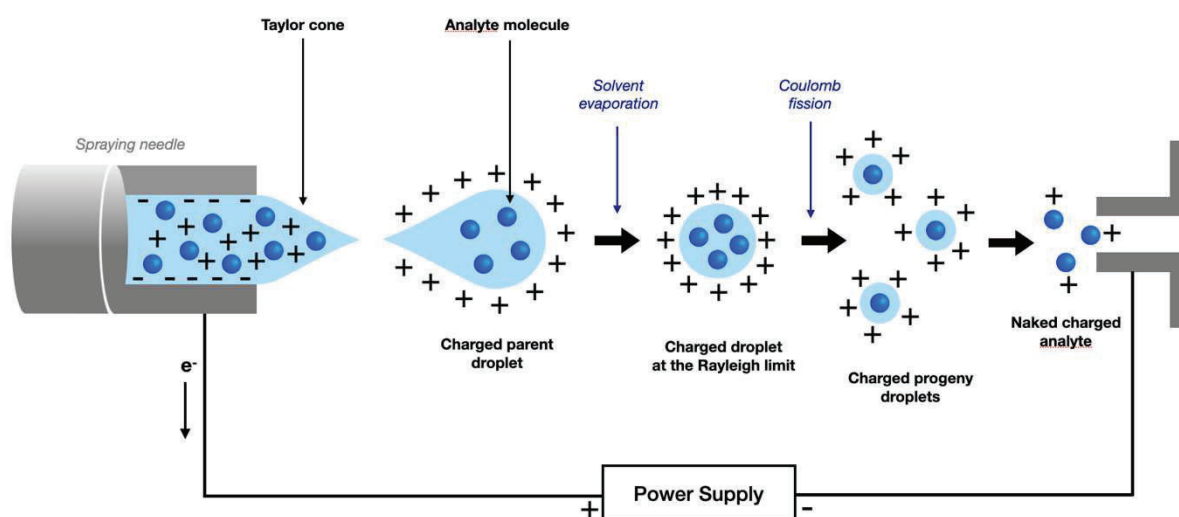 Taylor cone
Analyte molecule
Solvent
evaporation
Coulomb
fission
Spraying needle
Charged parent
droplet
Charged droplet
at the Rayleigh limit
Charged progeny
droplets
Naked charged
analyte
e-
Power Supply
+
-